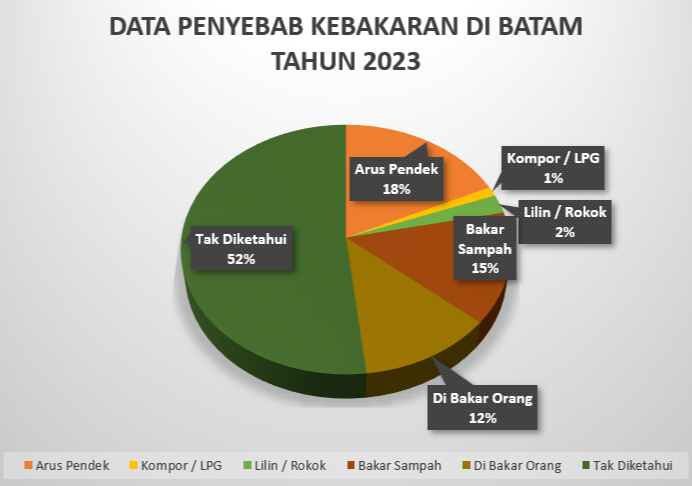 DATA PENYEBAB KEBAKARAN DI BATAM
TAHUN 2023
Arus Pendek
18%
Kompor / LPG
1%
Lilin / Rokok
2%
Bakar
Sampah
15%
Di Bakar Orang
12%
Tak Diketahui
52%
Arus Pendek
Kompor / LPG
Lilin / Rokok
Bakar Sampah
Di Bakar Orang
Tak Diketahui